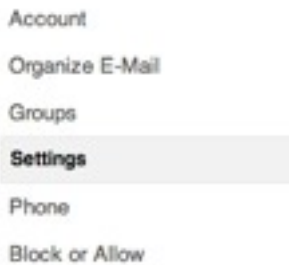 Account
Organize E-Mail
Groups
Settings
Phone
Block or Allow